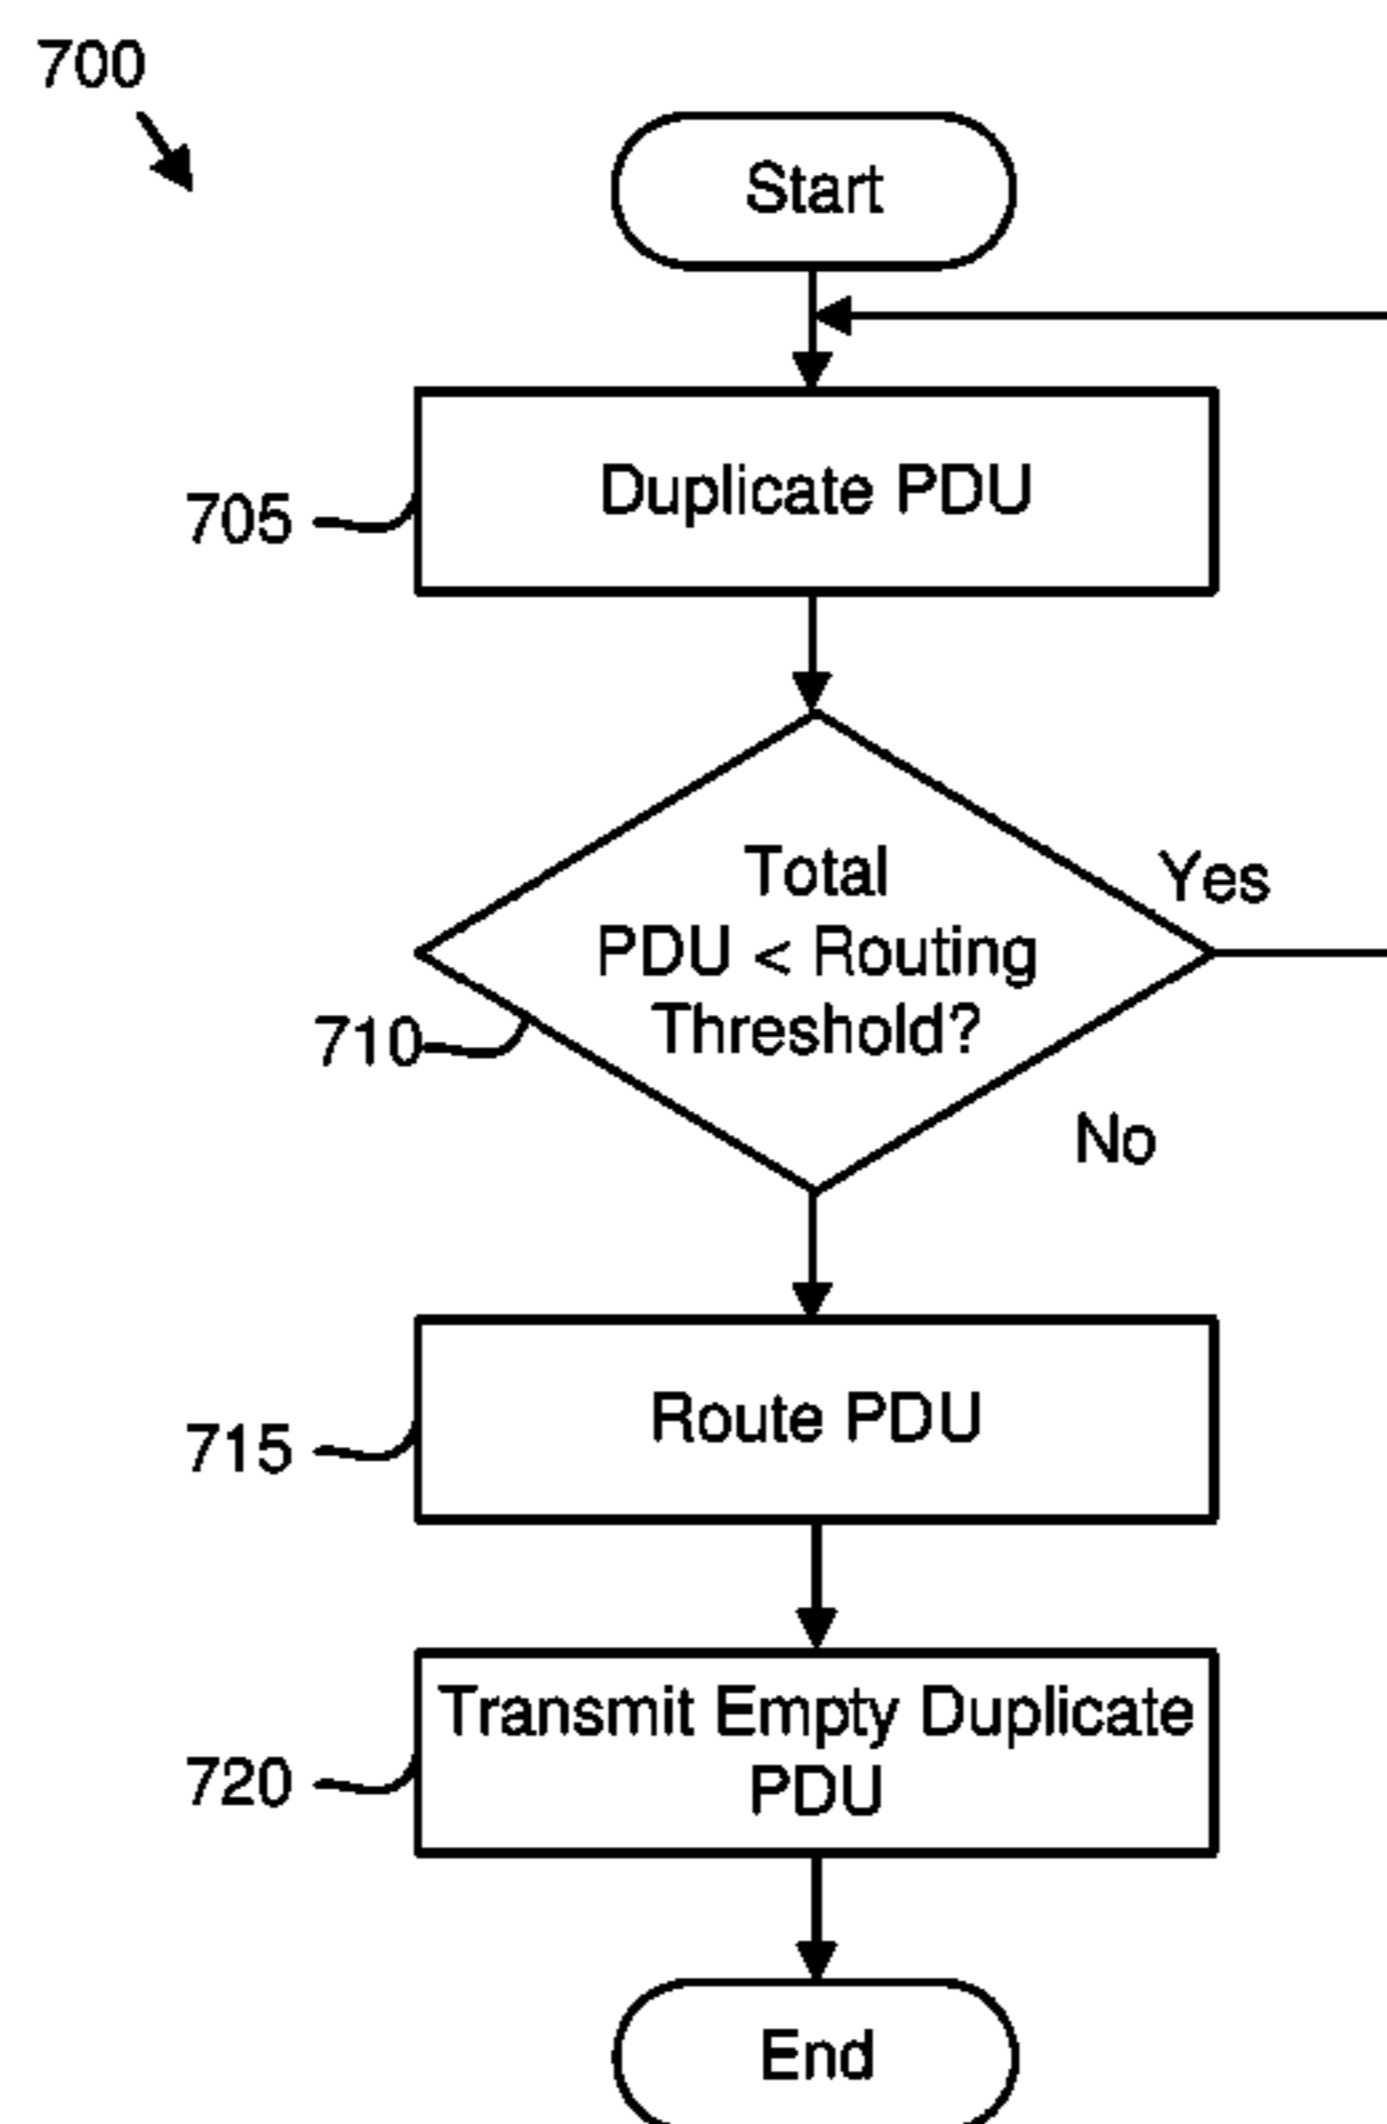 700
Start
Duplicate PDU
705
Total
PDU < Routing
Threshold?
Yes
710
No
Route PDU
715
Transmit Empty Duplicate
PDU
720
End